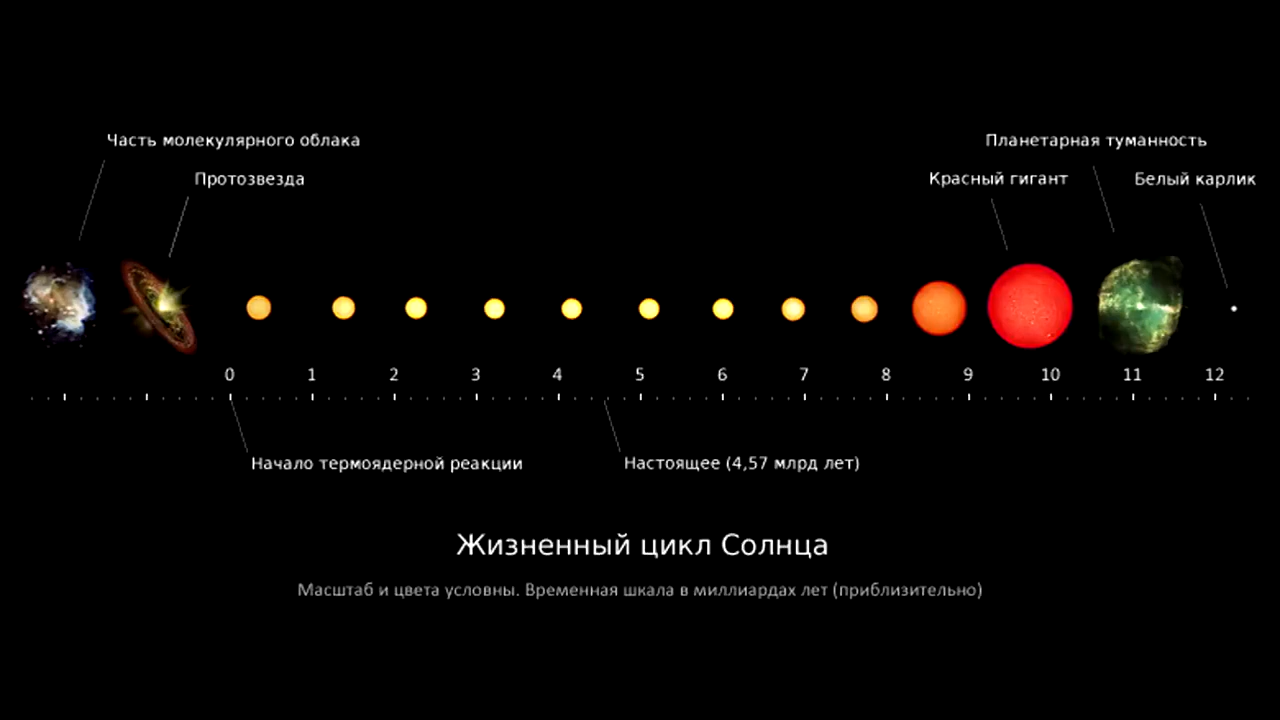 Часть молекулярного облака
Планетарная туманность
Протозвезда
Красный гигант
Белый карлик
0 1 2 3 4 5 6 7 8 9 10 11 12
Начало термоядерной реакции
Настоящее (4,57 млрд лет)
Жизненный цикл Солнца
Масштаб и цвета условны. Временная шкала в миллиардах лет (приблизительно)